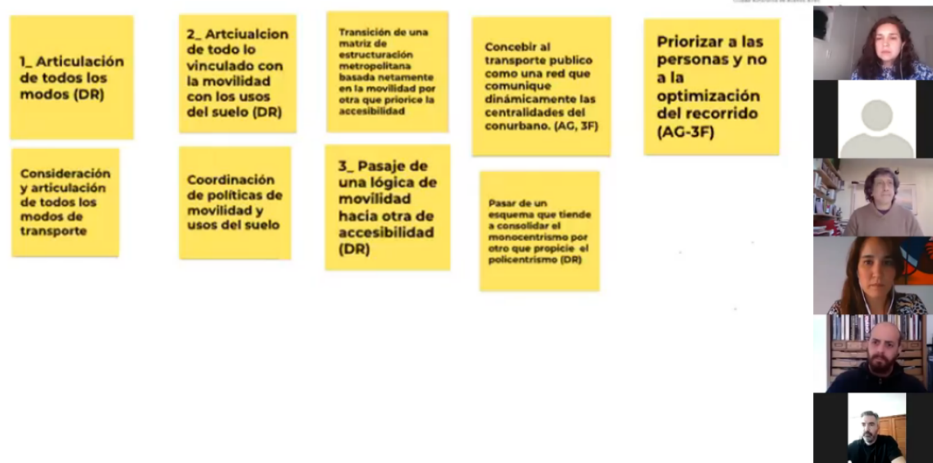 1_ Articulación
de todos los
modos (DR)
2_ Artciualcion
de todo lo
vinculado con
la movilidad
con los usos
del suelo (DR)
Transición de una
matriz de
estructuración
metropolitana
basada netamente
en la movilidad por
otra que priorice la
accesibilidad
Concebir al
transporte publico
como una red que
comunique
dinámicamente las
centralidades del
conurbano. (AG, 3F)
Priorizar a las
personas y no
a la
optimización
del recorrido
(AG-3F)
Consideración
y articulación
de todos los
modos de
transporte
Coordinación
de políticas de
movilidad y
usos del suelo
3_ Pasaje de
una lógica de
movilidad
hacia otra de
accesibilidad
(DR)
Pasar de un
esquema que tiende
a consolidar el
monocentrismo por
otro que propicie el
policentrismo (DR)